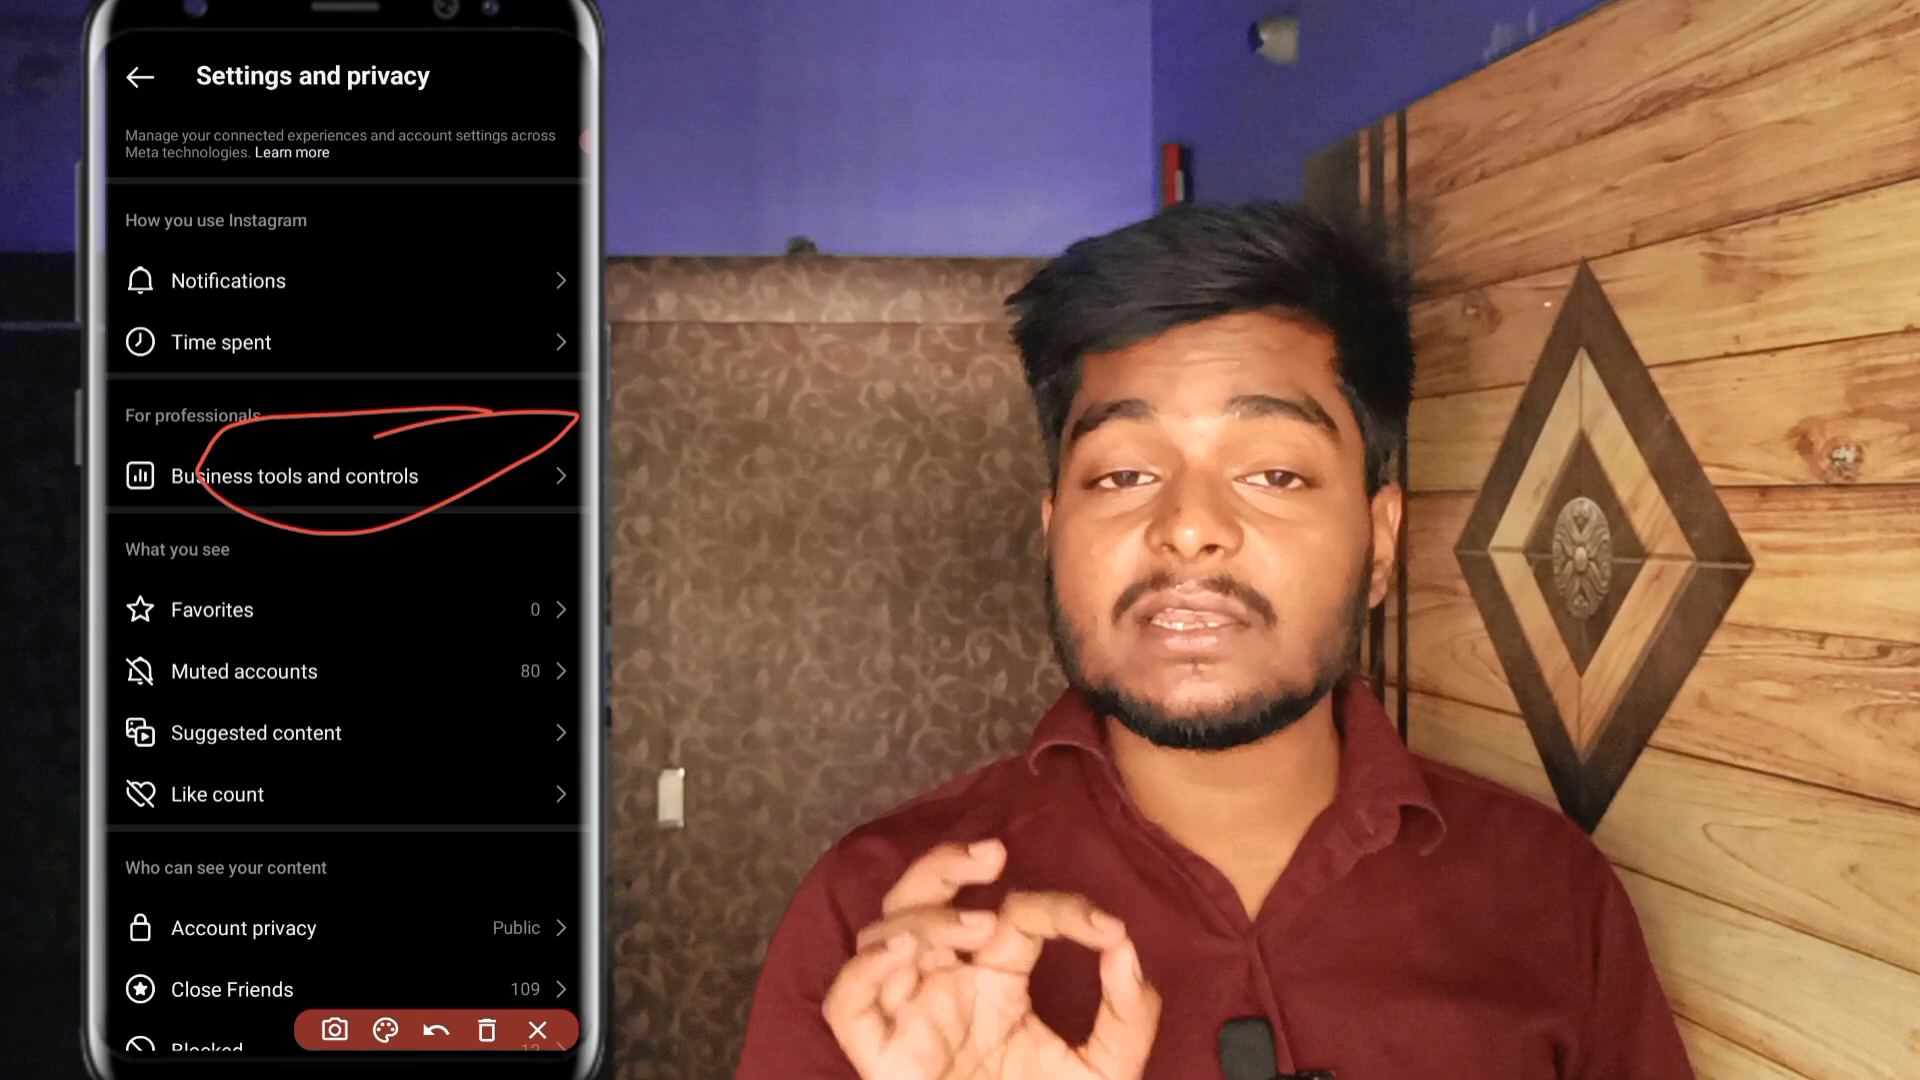 Settings and privacy
Manage your connected experiences and account settings across
Meta technologies. Learn more
How you use Instagram
Notifications
Time spent
For professionals
Business tools and controls
What you see
Favorites 0
Muted accounts 80
Suggested content
Like count
Who can see your content
Account privacy Public
Close Friends 109
Blocked 12